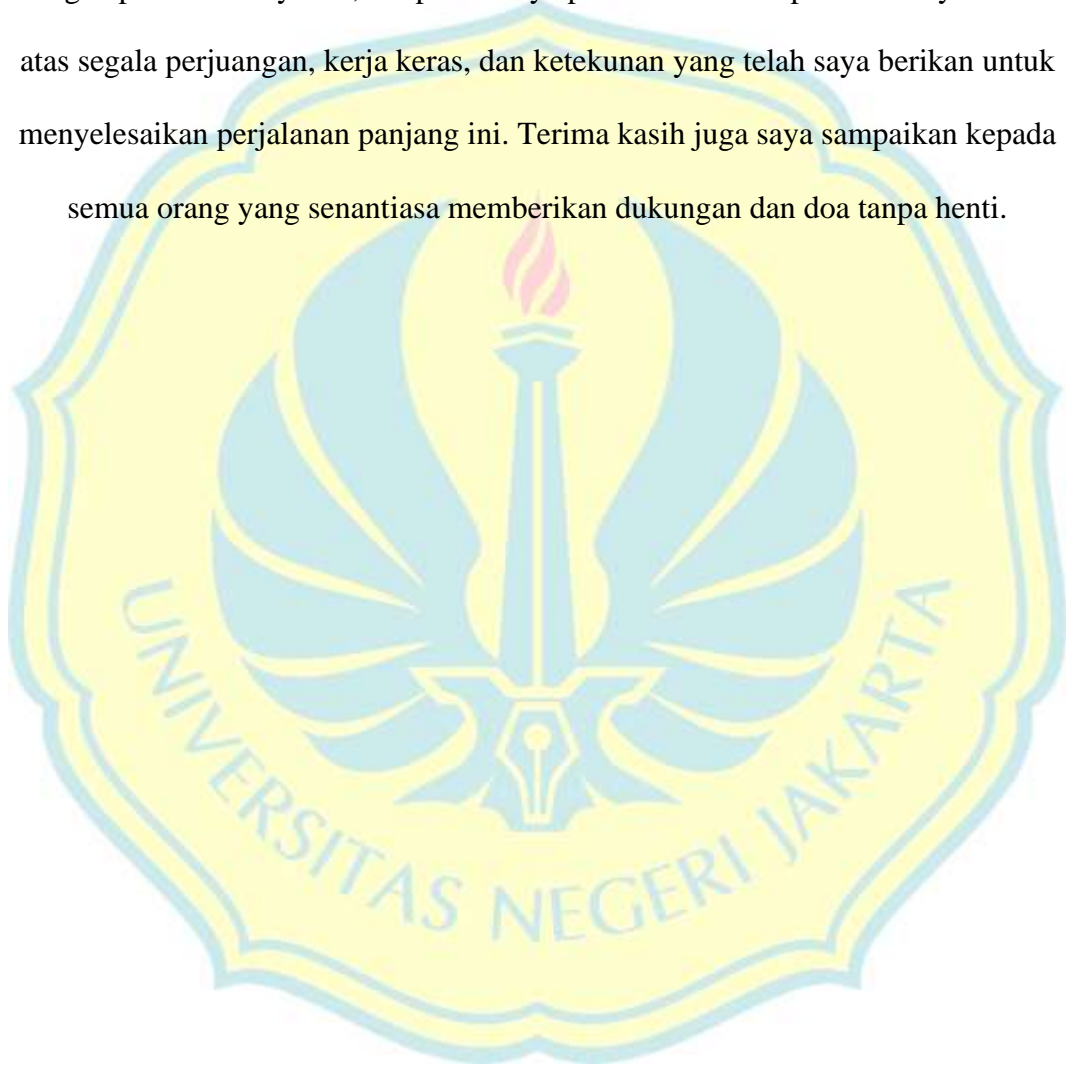 atas segala perjuangan, kerja keras, dan ketekunan yang telah saya berikan untuk
menyelesaikan perjalanan panjang ini. Terima kasih juga saya sampaikan kepada
semua orang yang senantiasa memberikan dukungan dan doa tanpa henti.
UNIVERSITAS NEGERI JAKARTA